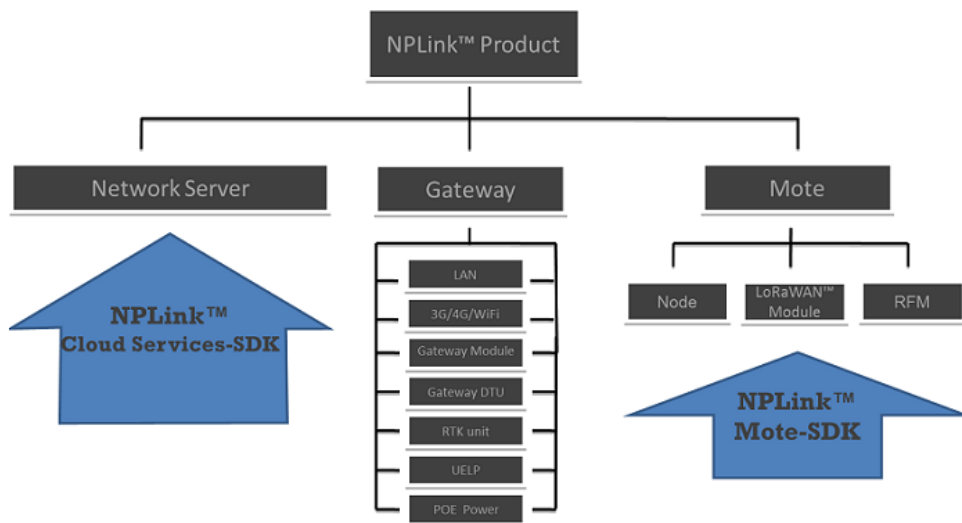 NPLink™ Product
Network Server
Gateway
Mote
LAN
3G/4G/WiFi
Gateway Module
Gateway DTU
RTK unit
UELP
POE Power
Node
LoRaWAN™
Module
RFM
NPLink™
Cloud Services-SDK
NPLink™
Mote-SDK